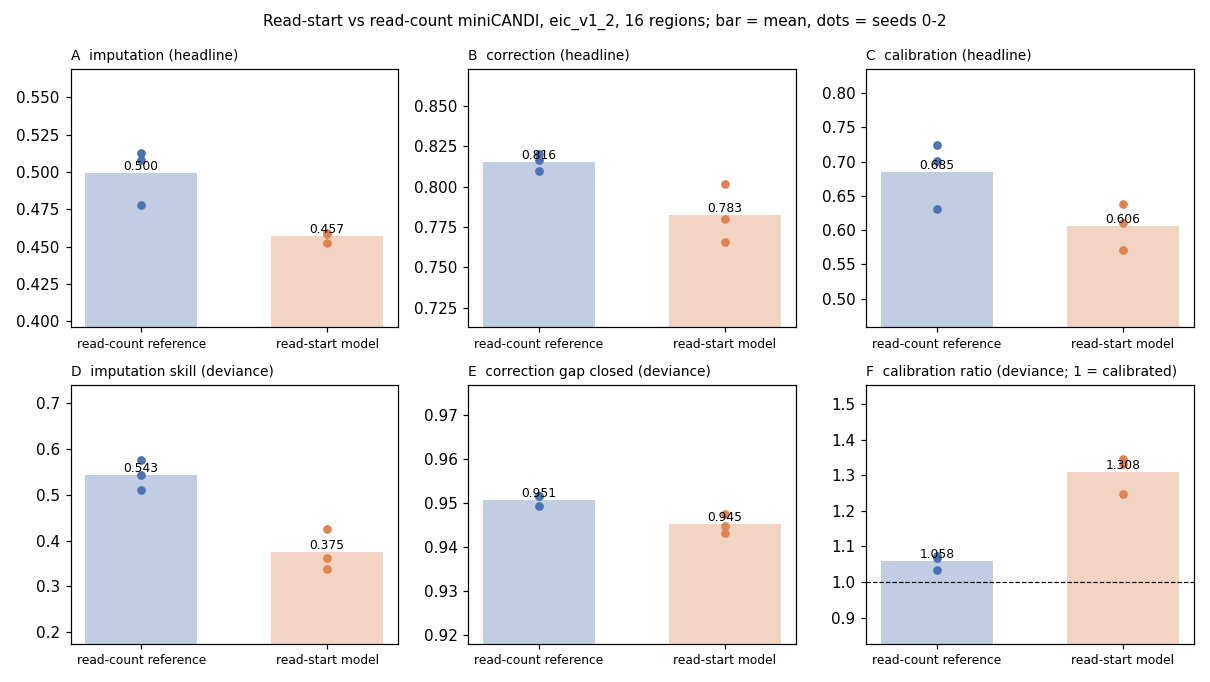 Read-start vs read-count miniCANDI, eic_v1_2, 16 regions; bar = mean, dots = seeds 0-2
A imputation (headline)
0.550
0.525
0.500
0.475
0.450
0.425
0.400
0.500
0.457
read-count reference
read-start model
B correction (headline)
0.850
0.825
0.800
0.775
0.750
0.725
0.816
0.783
read-count reference
read-start model
C calibration (headline)
0.80
0.75
0.70
0.65
0.60
0.55
0.50
0.685
0.606
read-count reference
read-start model
D imputation skill (deviance)
0.7
0.6
0.5
0.4
0.3
0.2
0.543
0.375
read-count reference
read-start model
E correction gap closed (deviance)
0.97
0.96
0.95
0.94
0.93
0.92
0.951
0.945
read-count reference
read-start model
F calibration ratio (deviance; 1 = calibrated)
1.5
1.4
1.3
1.2
1.1
1.0
0.9
1.058
1.308
read-count reference
read-start model